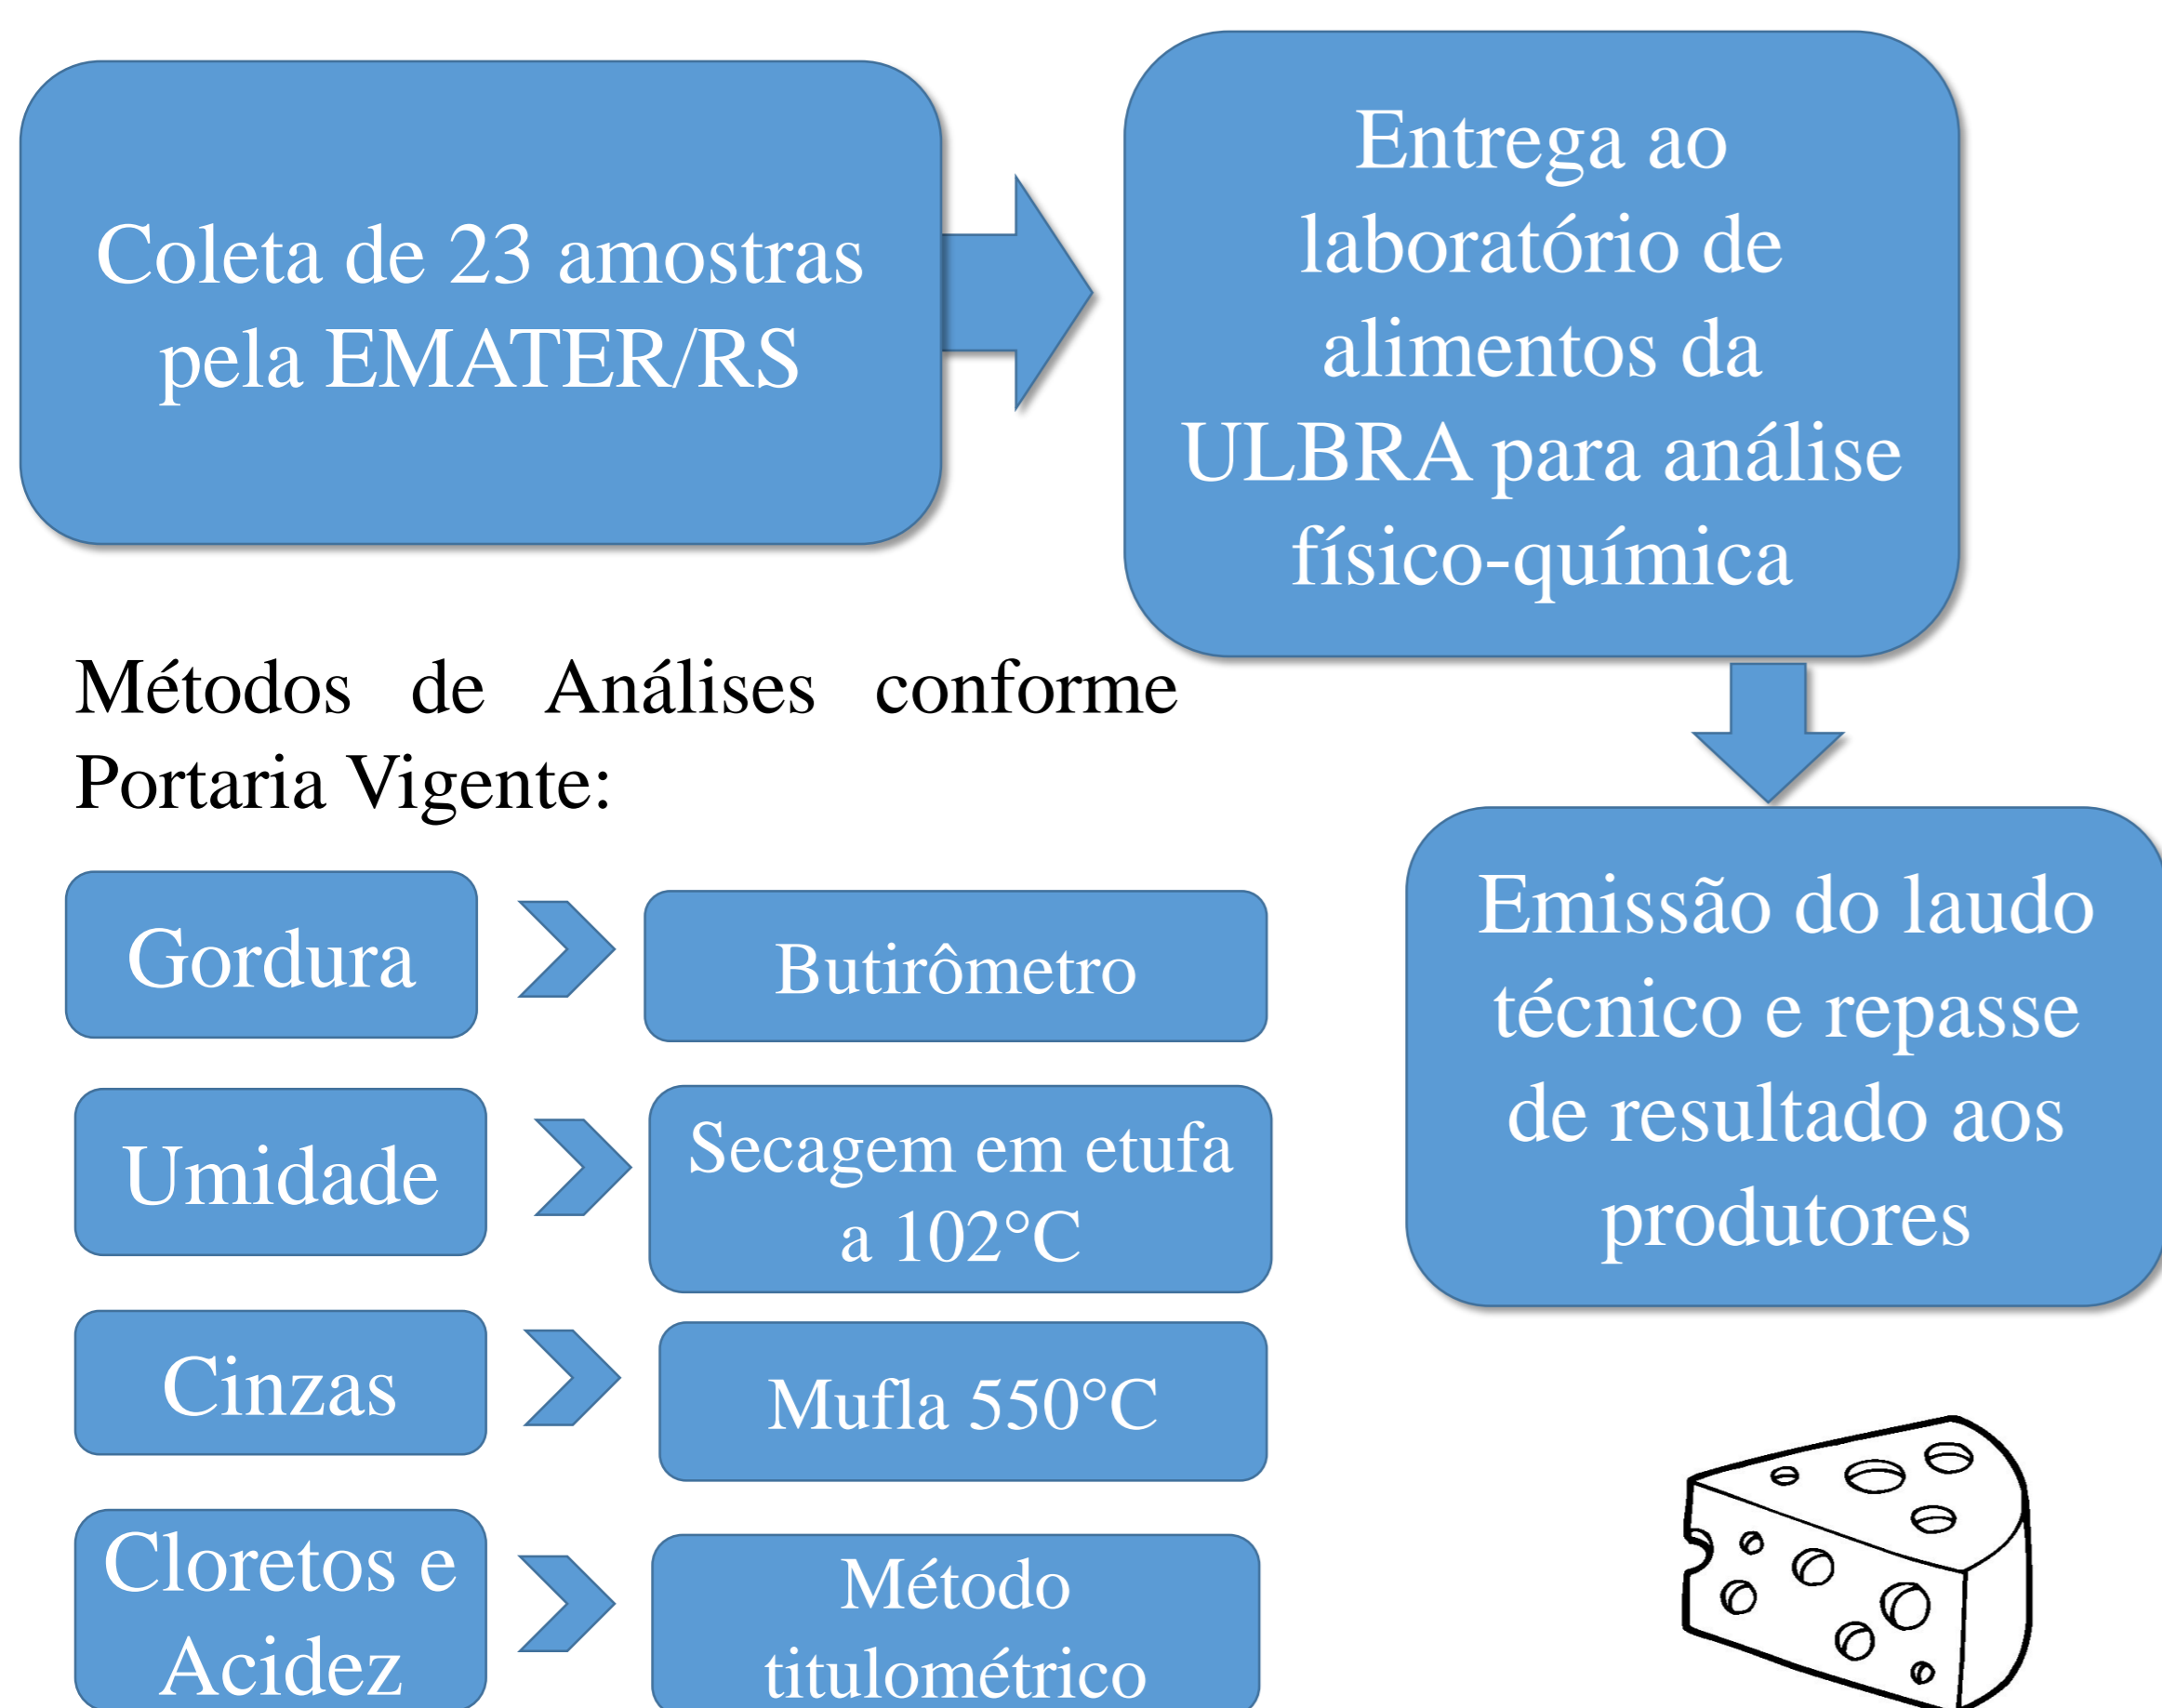 Coleta de 23 amostras
pela EMATER/RS
Entrega ao
laboratório de
alimentos da
ULBRA para análise
físico-química
Emissão do laudo
técnico e repasse
de resultado aos
produtores
Métodos de Análises conforme
Portaria Vigente:
Gordura
Butirômetro
Umidade
Secagem em etufa
a 102°C
Cinzas
Mufla 550°C
Cloretos e
Acidez
Método
titulométrico